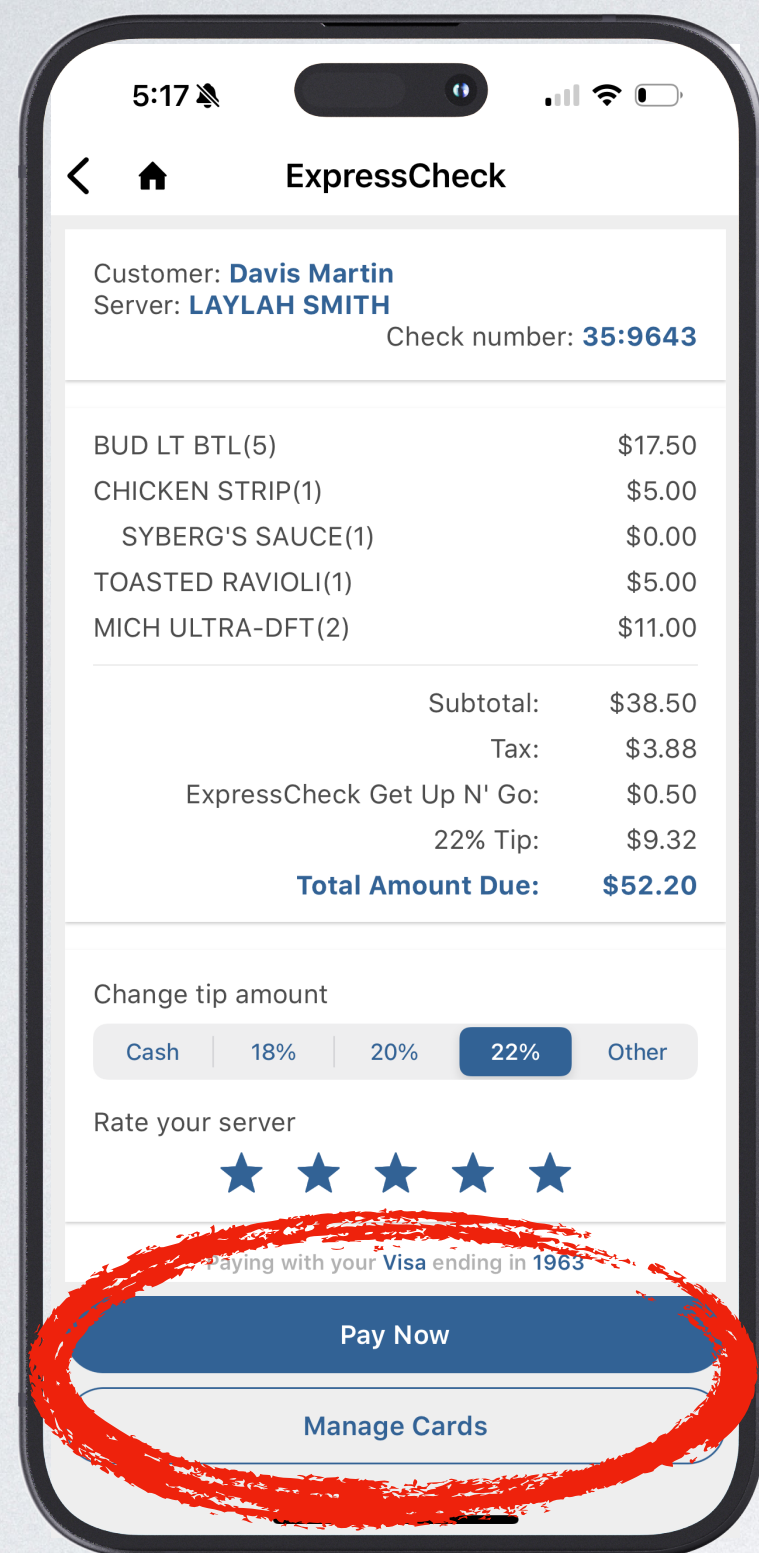 5:17
ExpressCheck
Customer: Davis Martin
Server: LAYLAH SMITH
Check number: 35:9643
BUD LT BTL(5) $17.50
CHICKEN STRIP(1) $5.00
SYBERG'S SAUCE(1) $0.00
TOASTED RAVIOLI(1) $5.00
MICH ULTRA-DFT(2) $11.00
Subtotal: $38.50
Tax: $3.88
ExpressCheck Get Up N' Go: $0.50
22% Tip: $9.32
Total Amount Due: $52.20
Change tip amount
Cash 18% 20% 22% Other
Rate your server
Paying with your Visa ending in 1963
Pay Now
Manage Cards